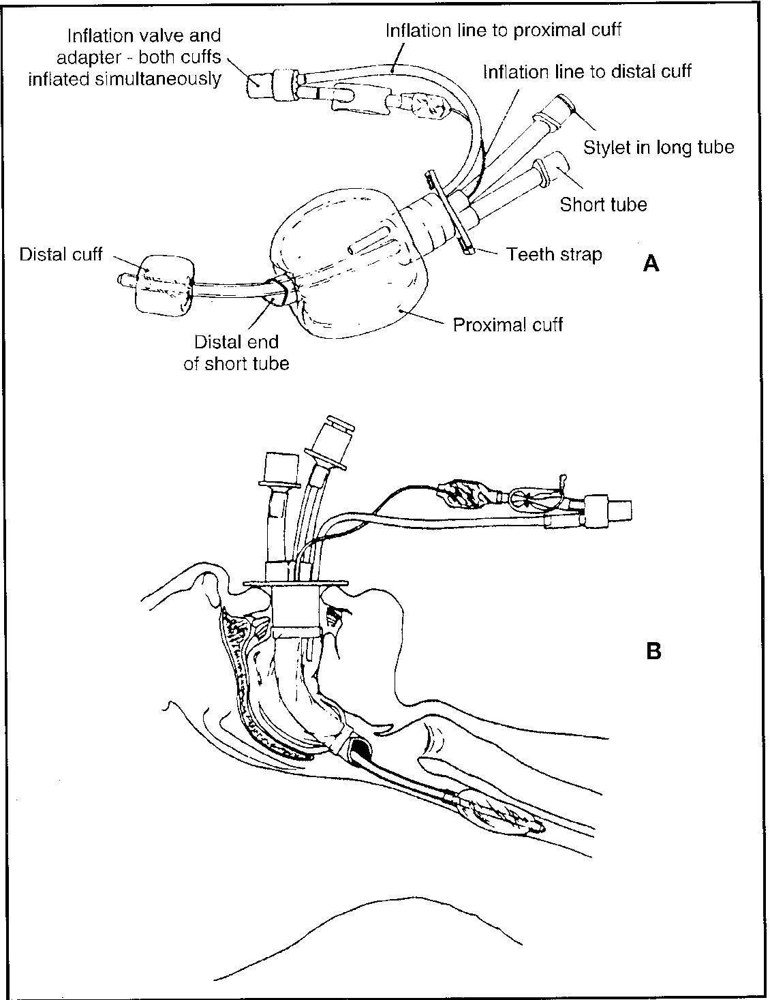 Inflation valve and
adapter - both cuffs
inflated simultaneously
Inflation line to proximal cuff
Inflation line to distal cuff
Stylet in long tube
Short tube
Teeth strap
A
Distal cuff
Proximal cuff
Distal end
of short tube
B